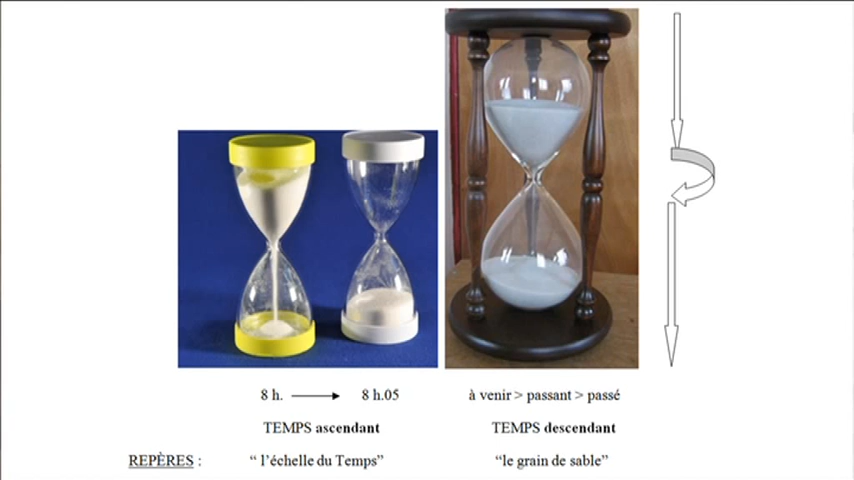 8 h. → 8 h.05
à venir > passant > passé
TEMPS ascendant
TEMPS descendant
REPÈRES : “ l’échelle du Temps”
“le grain de sable”